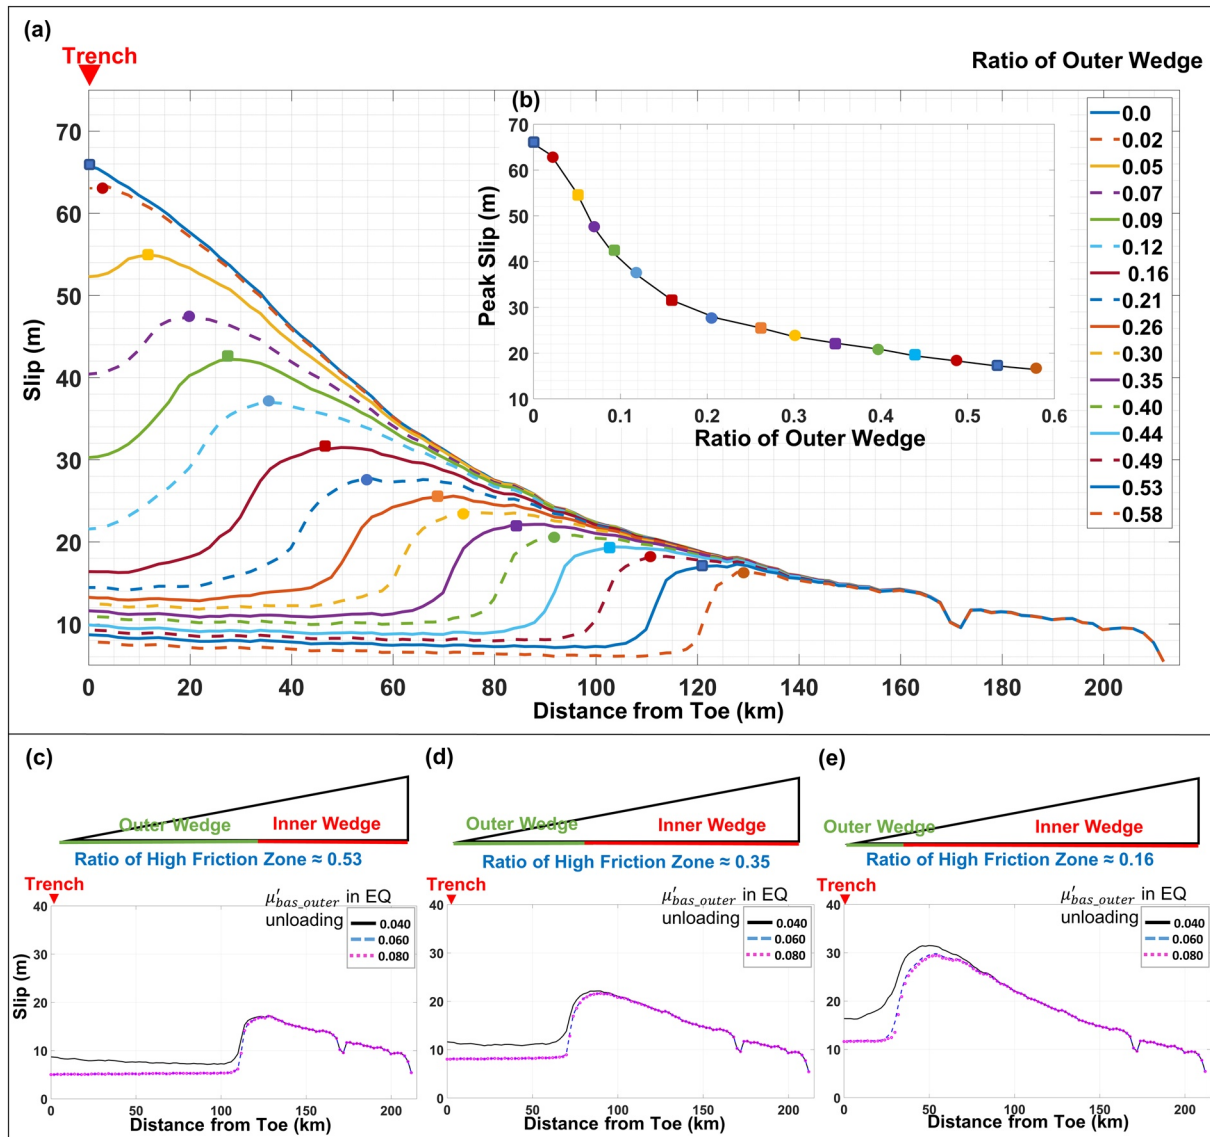 (a)
Trench
Ratio of Outer Wedge
(b)
70
60
50
40
30
20
10
Slip (m)
0 20 40 60 80 100 120 140 160 180 200
Distance from Toe (km)
70
60
50
40
30
20
10
Peak Slip (m)
0 0.1 0.2 0.3 0.4 0.5 0.6
Ratio of Outer Wedge
0.0
0.02
0.05
0.07
0.09
0.12
0.16
0.21
0.26
0.30
0.35
0.40
0.44
0.49
0.53
0.58
(c)
Outer Wedge
Inner Wedge
Ratio of High Friction Zone ≈ 0.53
Trench
μ′bas_outer in EQ
unloading
0.040
0.060
0.080
40
30
20
10
0
Slip (m)
0 50 100 150 200
Distance from Toe (km)
(d)
Outer Wedge
Inner Wedge
Ratio of High Friction Zone ≈ 0.35
Trench
μ′bas_outer in EQ
unloading
0.040
0.060
0.080
40
30
20
10
0
0 50 100 150 200
Distance from Toe (km)
(e)
Outer Wedge
Inner Wedge
Ratio of High Friction Zone ≈ 0.16
Trench
μ′bas_outer in EQ
unloading
0.040
0.060
0.080
40
30
20
10
0
0 50 100 150 200
Distance from Toe (km)